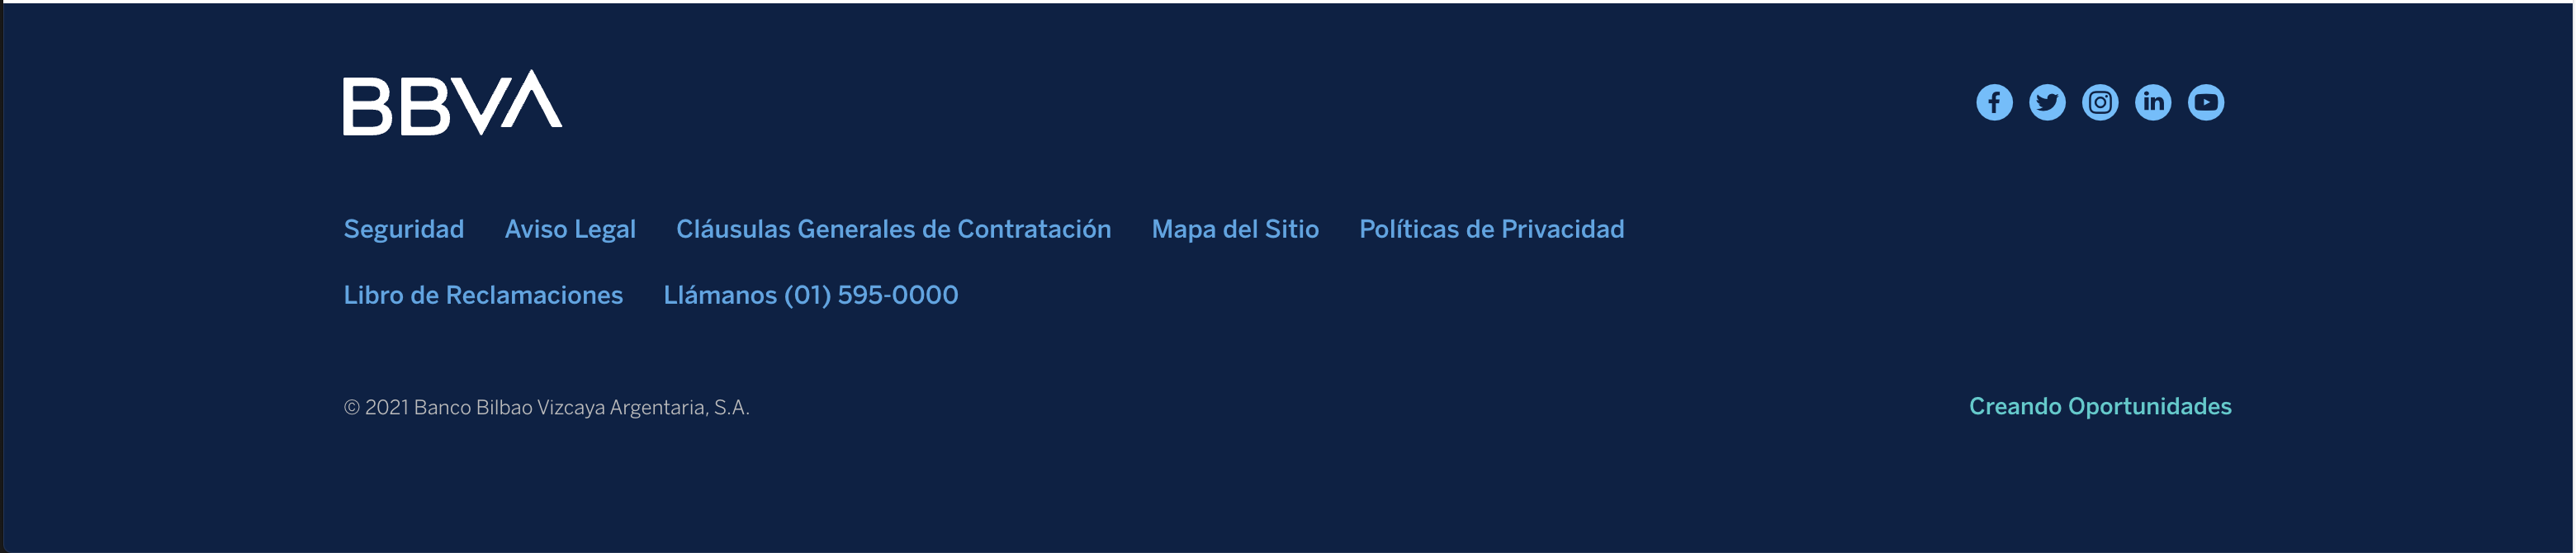 BBVA
Seguridad Aviso Legal Cláusulas Generales de Contratación Mapa del Sitio Políticas de Privacidad
Libro de Reclamaciones Llámanos (01) 595-0000
© 2021 Banco Bilbao Vizcaya Argentaria, S.A.
Creando Oportunidades